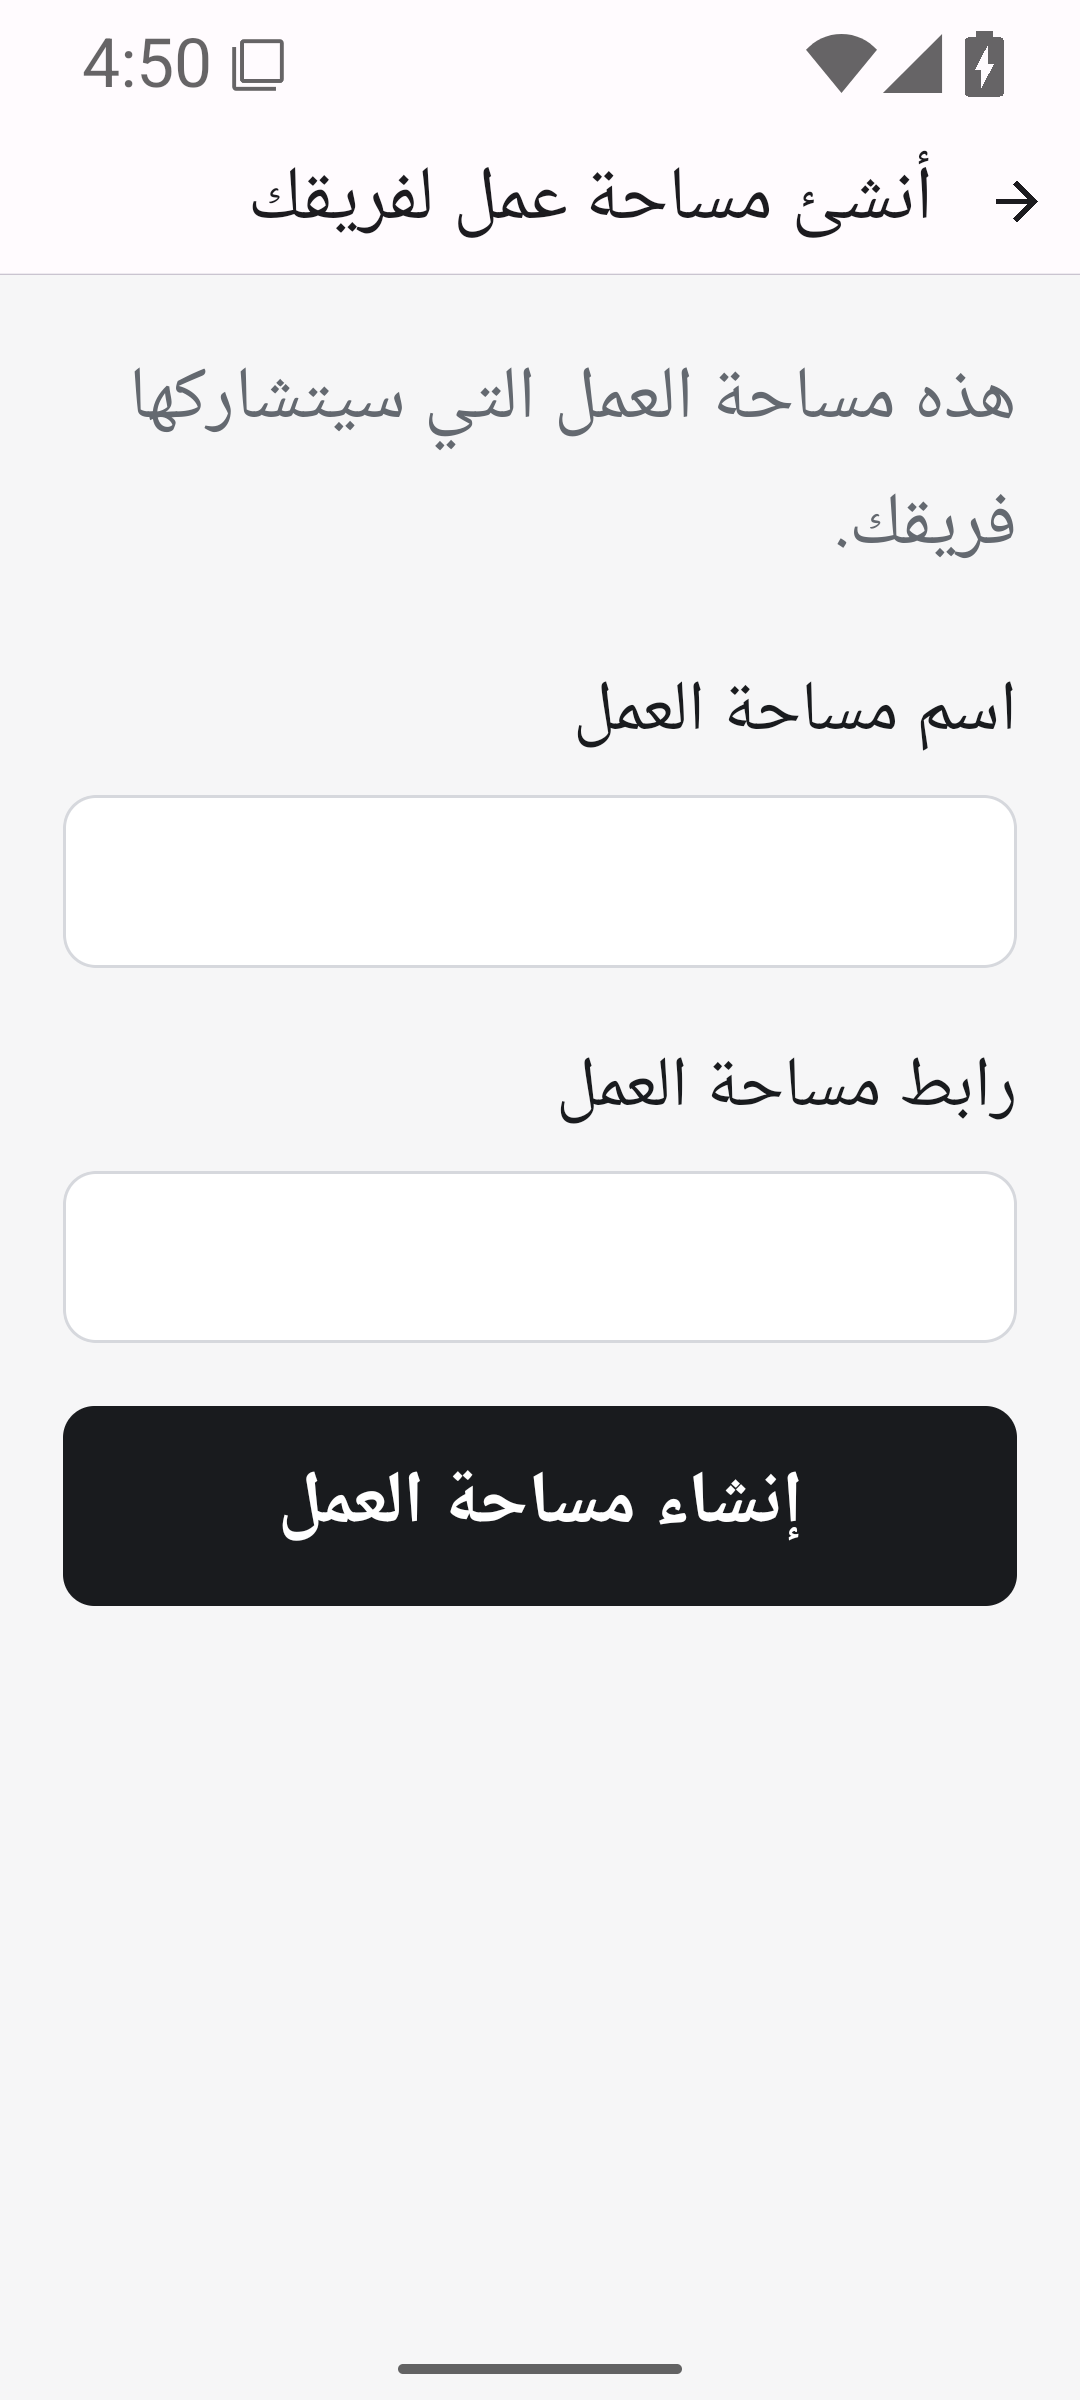 4:50
أنشئ مساحة عمل لفريقك
هذه مساحة العمل التي سيتشاركها
فريقك.
اسم مساحة العمل
رابط مساحة العمل
إنشاء مساحة العمل